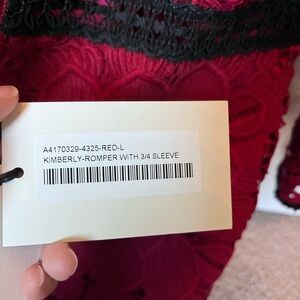 A4170329-4325-RED-L
KIMBERLY-ROMPER WITH 3/4 SLEEVE